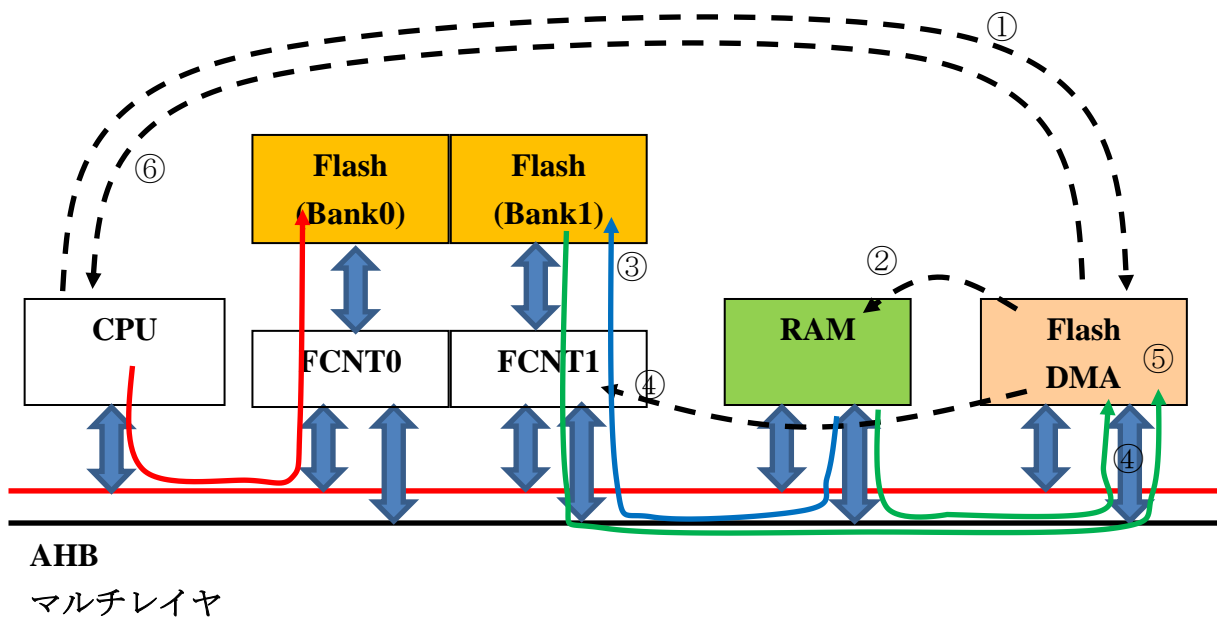 ①
⑥
Flash
(Bank0)
Flash
(Bank1)
③
②
CPU
FCNT0
FCNT1
④
RAM
Flash
DMA
⑤
④
AHB
マルチレイヤ